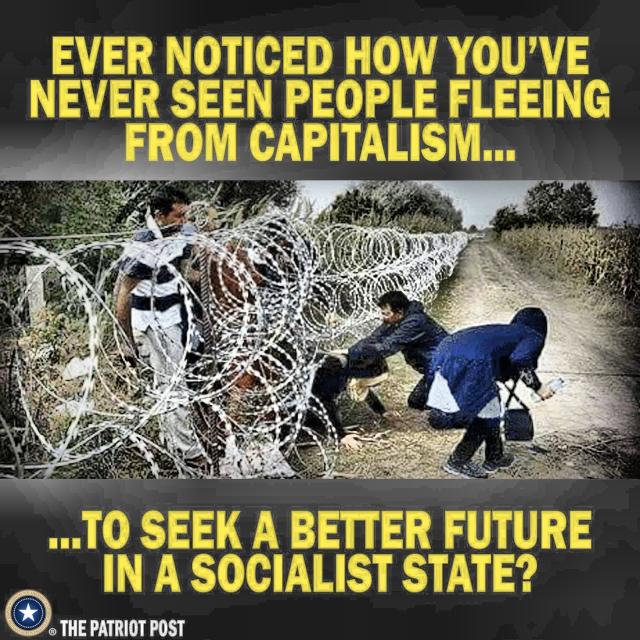 EVER NOTICED HOW YOU'VE
NEVER SEEN PEOPLE FLEEING
FROM CAPITALISM...
...TO SEEK A BETTER FUTURE
IN A SOCIALIST STATE?
® THE PATRIOT POST